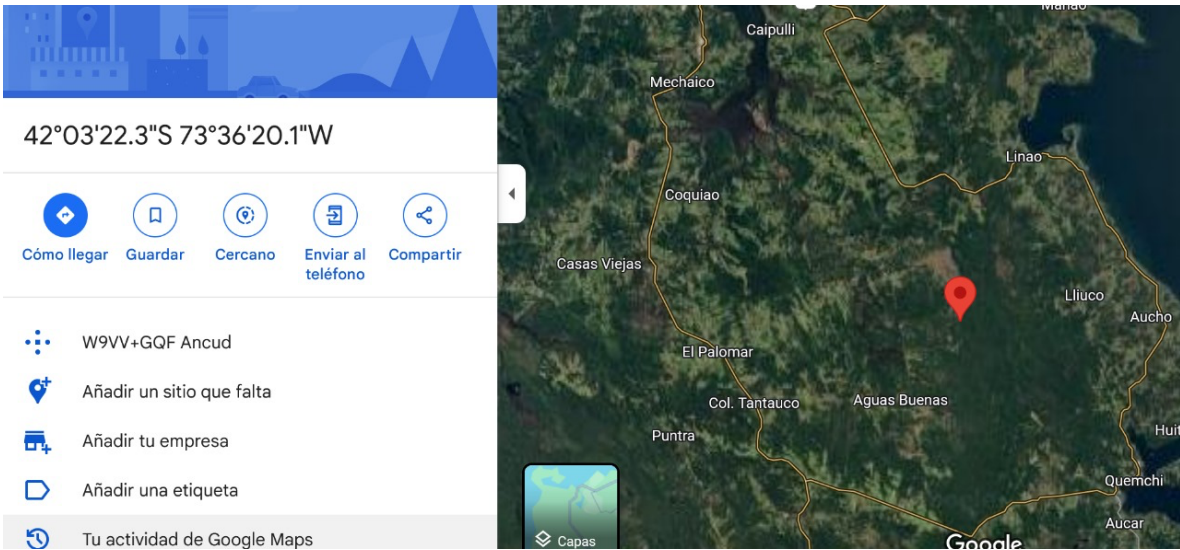 42°03'22.3"S 73°36'20.1"W
Cómo llegar
Guardar
Cercano
Enviar al
teléfono
Compartir
W9VV+GQF Ancud
Añadir un sitio que falta
Añadir tu empresa
Añadir una etiqueta
Tu actividad de Google Maps
Manao
Caipulli
Mechaico
Linao
Coquiao
Casas Viejas
Lliuco
Aucho
El Palomar
Col. Tantauco
Aguas Buenas
Puntra
Huit
Quemchi
Aucar
Capas
Google